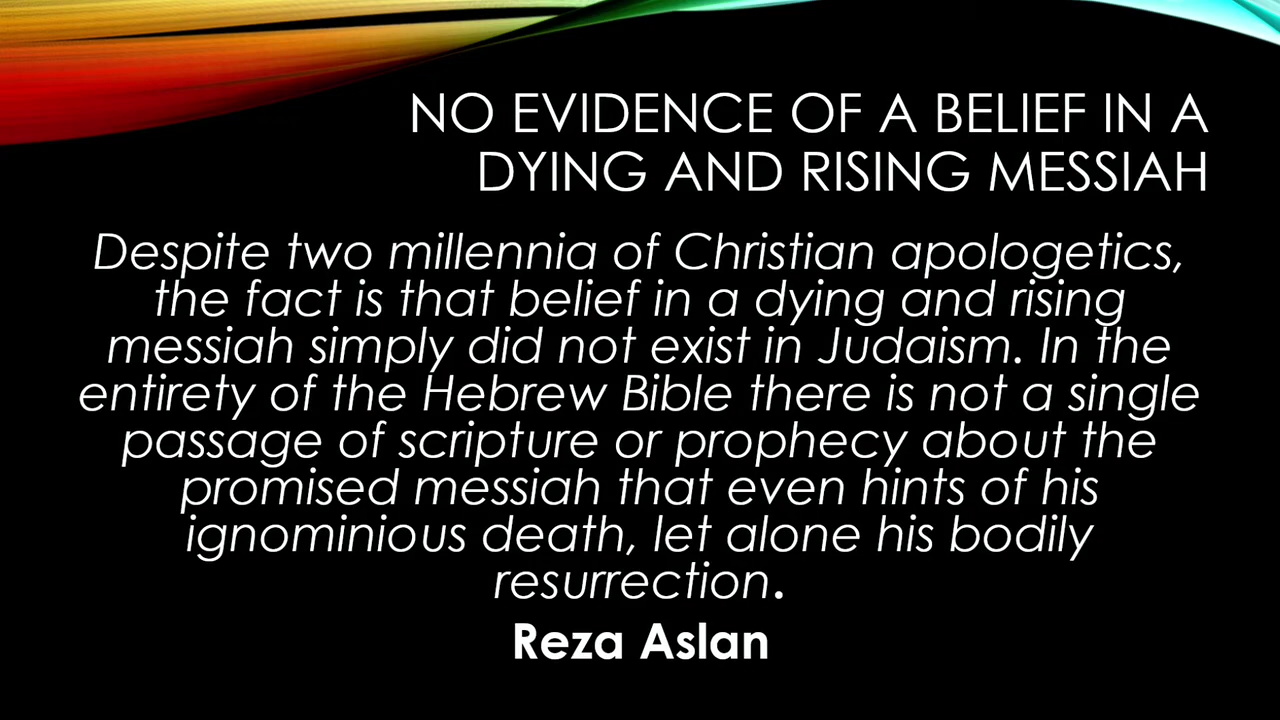 NO EVIDENCE OF A BELIEF IN A
DYING AND RISING MESSIAH
Despite two millennia of Christian apologetics,
the fact is that belief in a dying and rising
messiah simply did not exist in Judaism. In the
entirety of the Hebrew Bible there is not a single
passage of scripture or prophecy about the
promised messiah that even hints of his
ignominious death, let alone his bodily
resurrection.
Reza Aslan